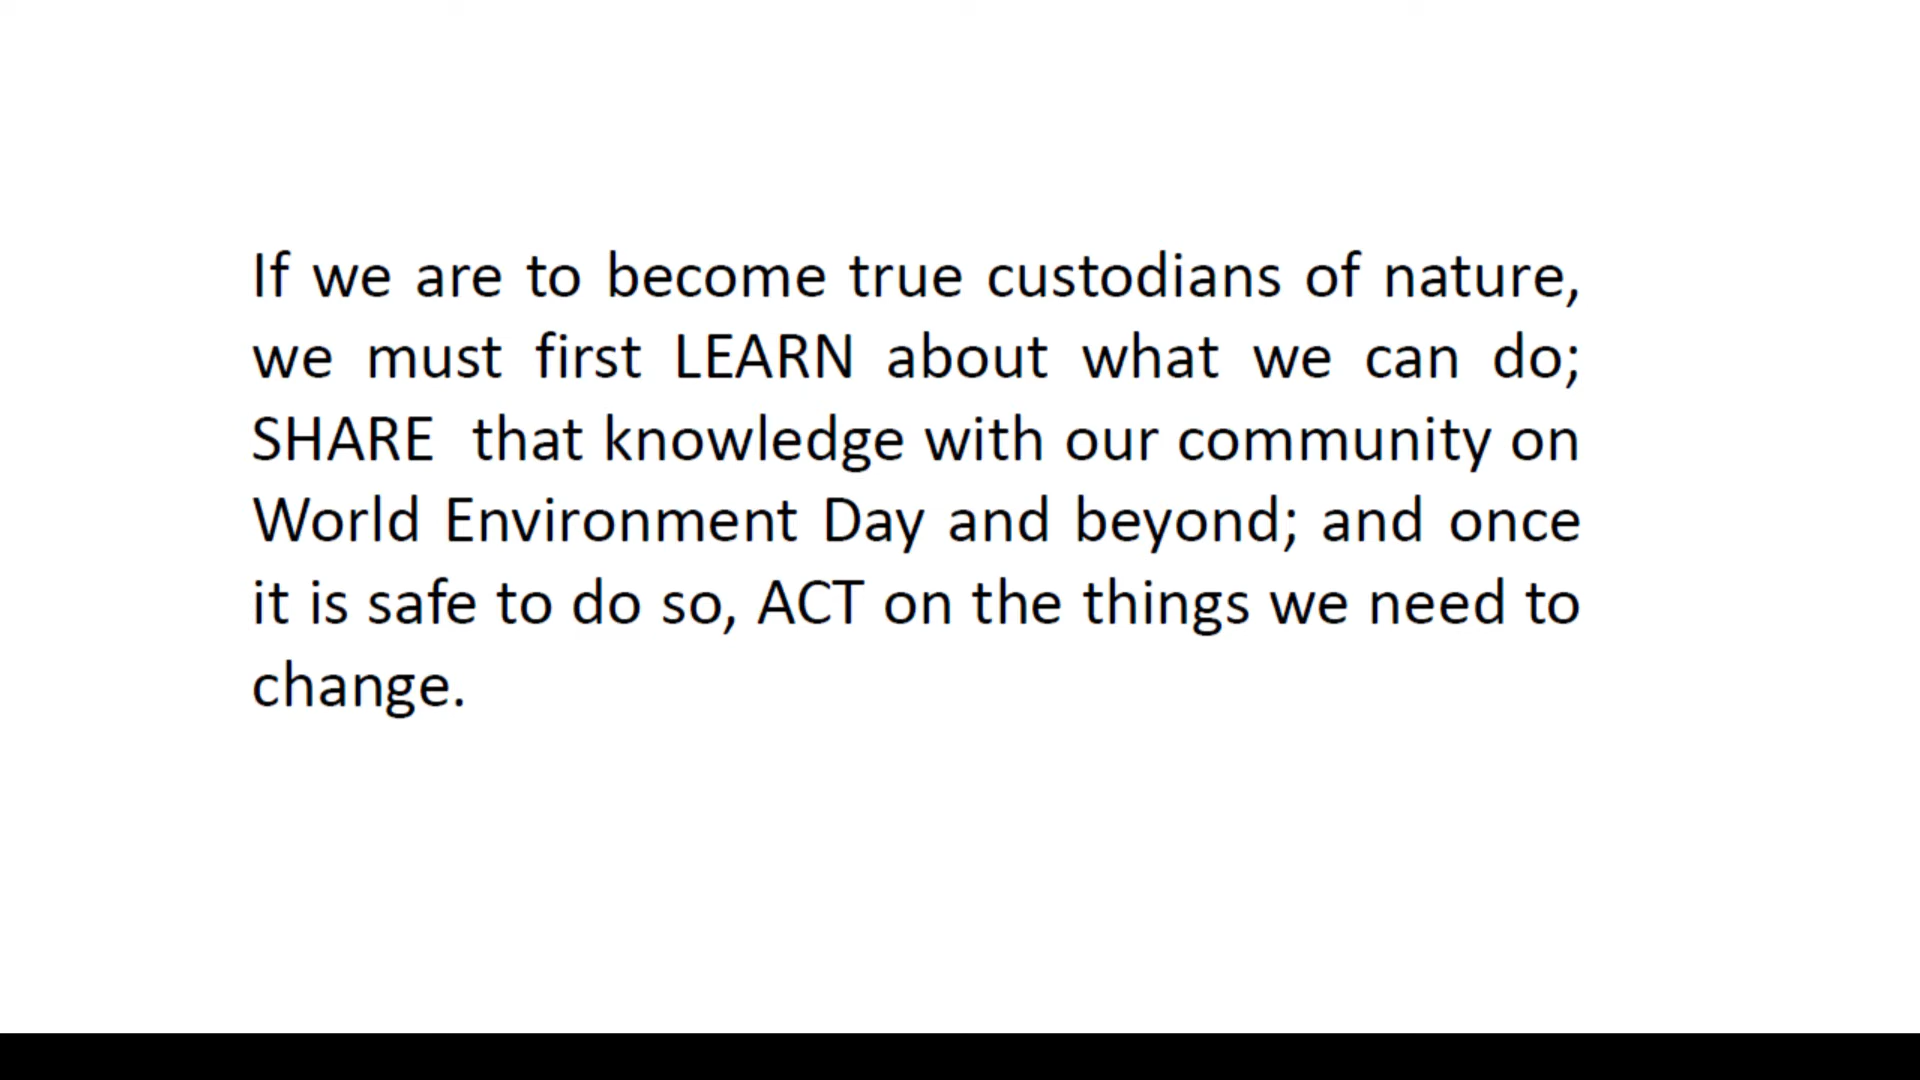 If we are to become true custodians of nature,
we must first LEARN about what we can do;
SHARE  that knowledge with our community on
World Environment Day and beyond; and once
it is safe to do so, ACT on the things we need to
change.